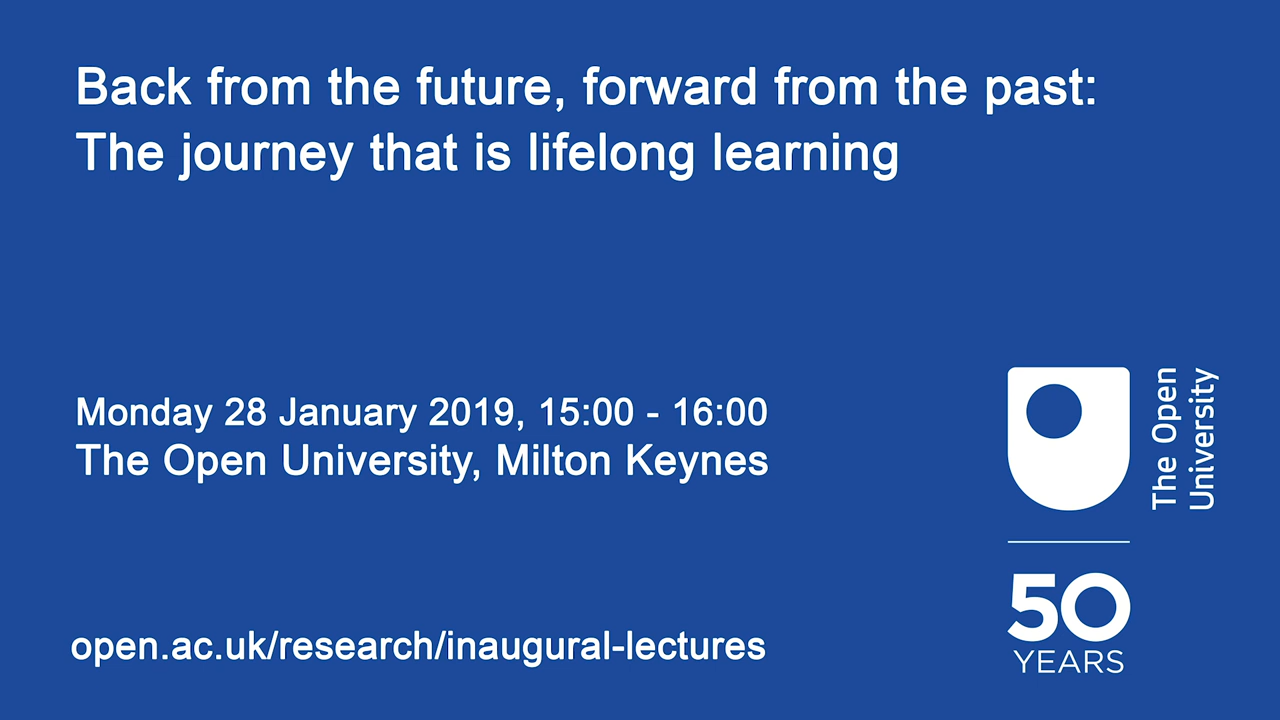 Back from the future, forward from the past:
The journey that is lifelong learning
Monday 28 January 2019, 15:00 - 16:00
The Open University, Milton Keynes
open.ac.uk/research/inaugural-lectures
The Open
University
50
YEARS